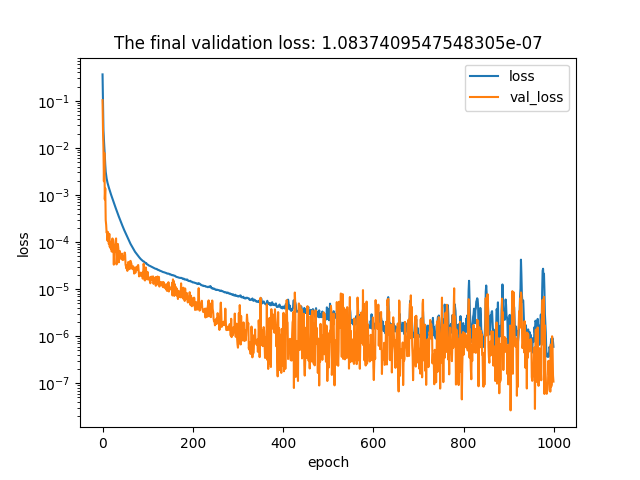 The final validation loss: 1.0837409547548305e-07
loss
val_loss
loss
10⁻¹
10⁻²
10⁻³
10⁻⁴
10⁻⁵
10⁻⁶
10⁻⁷
0 200 400 600 800 1000
epoch